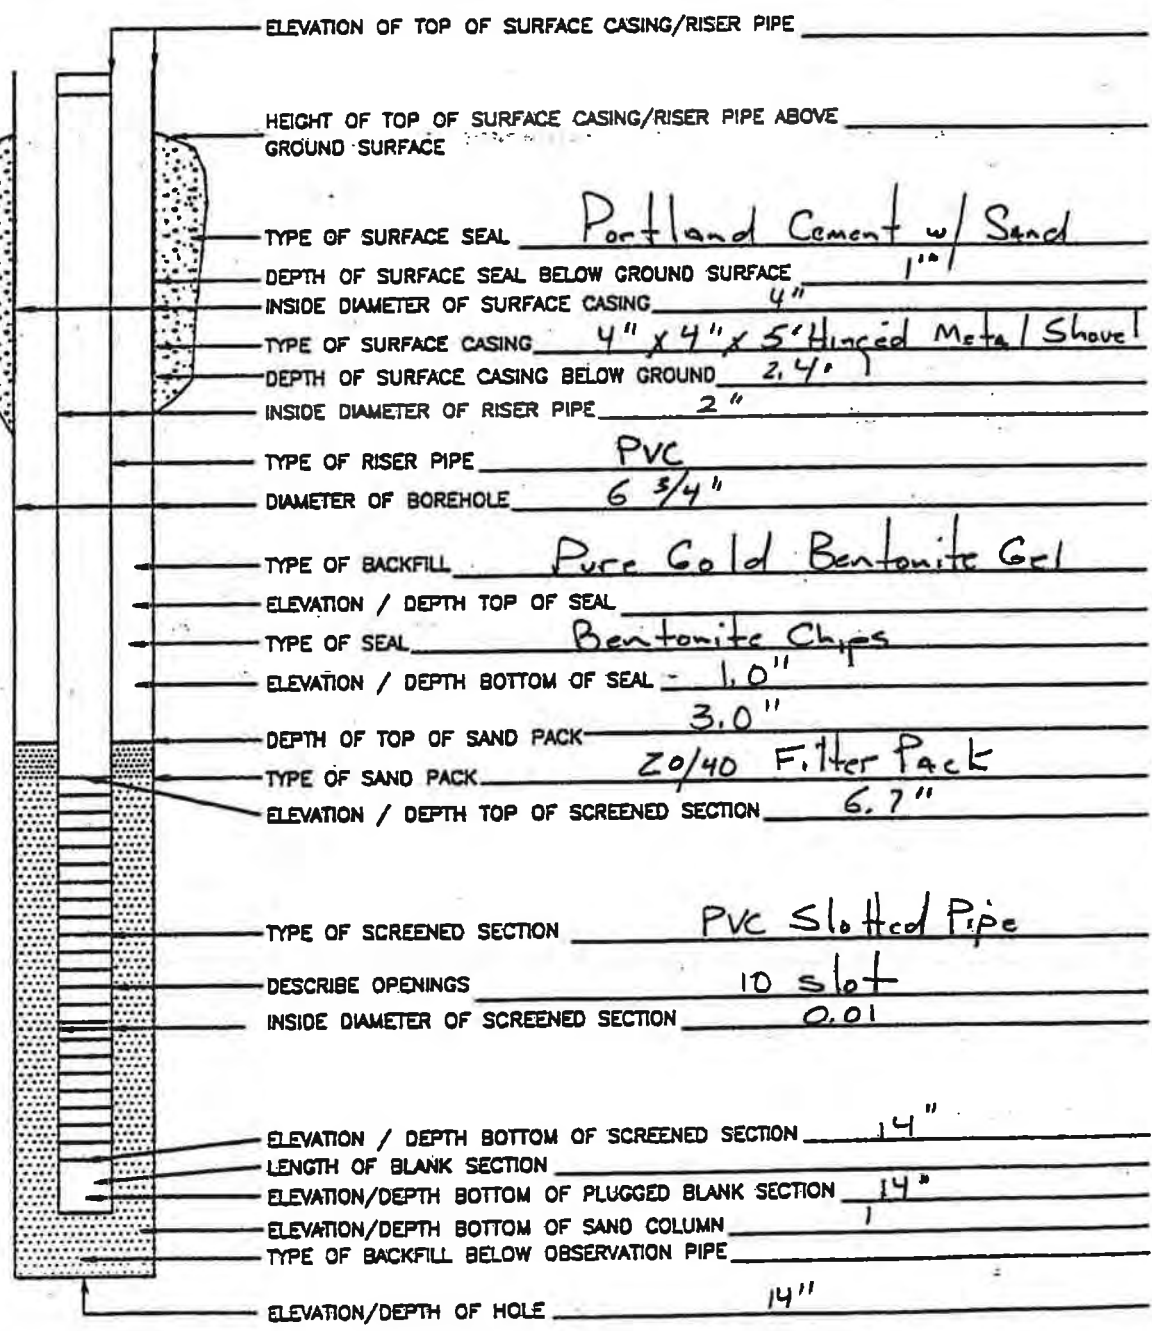 ELEVATION OF TOP OF SURFACE CASING/RISER PIPE
HEIGHT OF TOP OF SURFACE CASING/RISER PIPE ABOVE
GROUND SURFACE
TYPE OF SURFACE SEAL Portland Cement w/ Sand
DEPTH OF SURFACE SEAL BELOW GROUND SURFACE 1"
INSIDE DIAMETER OF SURFACE CASING 4"
TYPE OF SURFACE CASING 4" x 4" x 5' Hinged Metal Shovel
DEPTH OF SURFACE CASING BELOW GROUND 2.4"
INSIDE DIAMETER OF RISER PIPE 2"
TYPE OF RISER PIPE PVC
DIAMETER OF BOREHOLE 6 3/4"
TYPE OF BACKFILL Pure Gold Bentonite Gel
ELEVATION / DEPTH TOP OF SEAL
TYPE OF SEAL Bentonite Chips
ELEVATION / DEPTH BOTTOM OF SEAL 1.0"
DEPTH OF TOP OF SAND PACK 3.0"
TYPE OF SAND PACK 20/40 Filter Pack
ELEVATION / DEPTH TOP OF SCREENED SECTION 6.7"
TYPE OF SCREENED SECTION PVC Slotted Pipe
DESCRIBE OPENINGS 10 slot
INSIDE DIAMETER OF SCREENED SECTION 0.01
ELEVATION / DEPTH BOTTOM OF SCREENED SECTION 14"
LENGTH OF BLANK SECTION
ELEVATION/DEPTH BOTTOM OF PLUGGED BLANK SECTION 14"
ELEVATION/DEPTH BOTTOM OF SAND COLUMN
TYPE OF BACKFILL BELOW OBSERVATION PIPE
ELEVATION/DEPTH OF HOLE 14"